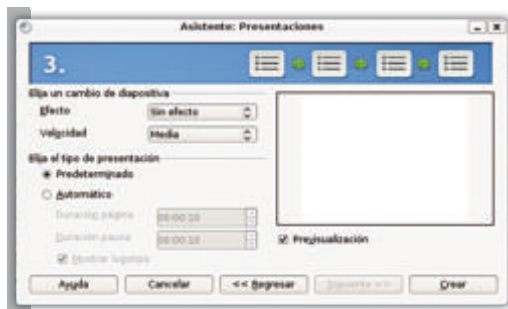 Asistente: Presentaciones
3.
Elija un cambio de diapositiva
Efecto Sin efecto
Velocidad Media
Elija el tipo de presentación
Predeterminado
Automático
Duración página 00:00:10
Duración pausa 00:00:10
Mostrar logotipo
Previsualización
Ayuda Cancelar << Regresar Siguiente >> Crear